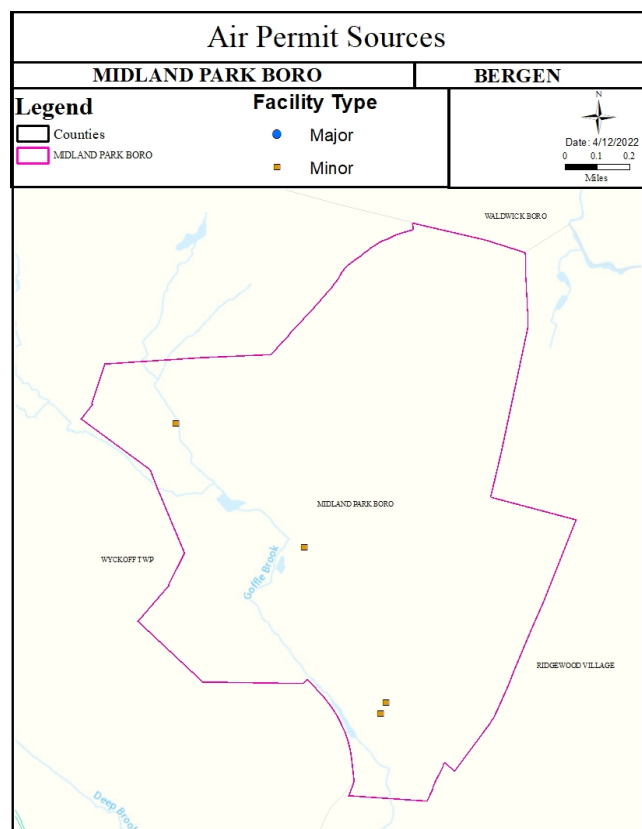 Air Permit Sources
MIDLAND PARK BORO
BERGEN
Legend
Counties
MIDLAND PARK BORO
Facility Type
Major
Minor
N
Date: 4/12/2022
0 0.1 0.2
Miles
WALDWICK BORO
MIDLAND PARK BORO
WYCKOFF TWP
Goffle Brook
RIDGEWOOD VILLAGE
Deep Brook